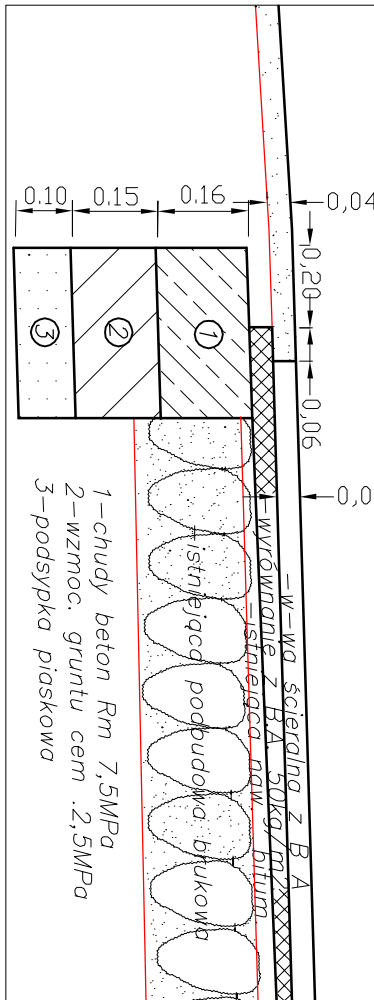 0.10 0.15 0.16
0,04
0,20
0,06
0,0
1
2
3
-w-wa ścieralna z B A
-wyrównanie z B.A 50kg/m
-istniejąca naw bitum
-istniejąca podbudowa brukowa
1-chudy beton Rm 7,5MPa
2-wzmoc. gruntu cem .2,5MPa
3-podsypka piaskowa